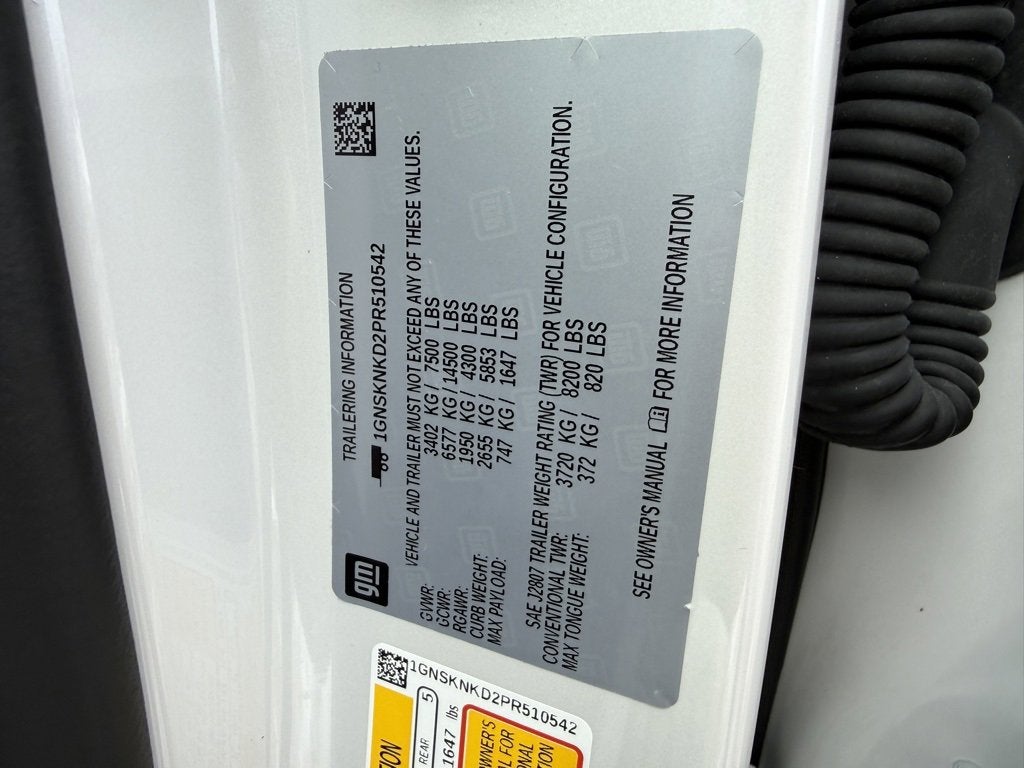 TRAILERING INFORMATION
1GNSKNKD2PR510542
gm
VEHICLE AND TRAILER MUST NOT EXCEED ANY OF THESE VALUES.
GVWR: 3402 KG / 7500 LBS
GCWR: 6577 KG / 14500 LBS
RGAWR: 1950 KG / 4300 LBS
CURB WEIGHT: 2655 KG / 5853 LBS
MAX PAYLOAD: 747 KG / 1647 LBS
SAE J2807 TRAILER WEIGHT RATING (TWR) FOR VEHICLE CONFIGURATION.
CONVENTIONAL TWR: 3720 KG / 8200 LBS
MAX TONGUE WEIGHT: 372 KG / 820 LBS
SEE OWNER'S MANUAL FOR MORE INFORMATION
1GNSKNKD2PR510542
REAR 5
1647 lbs